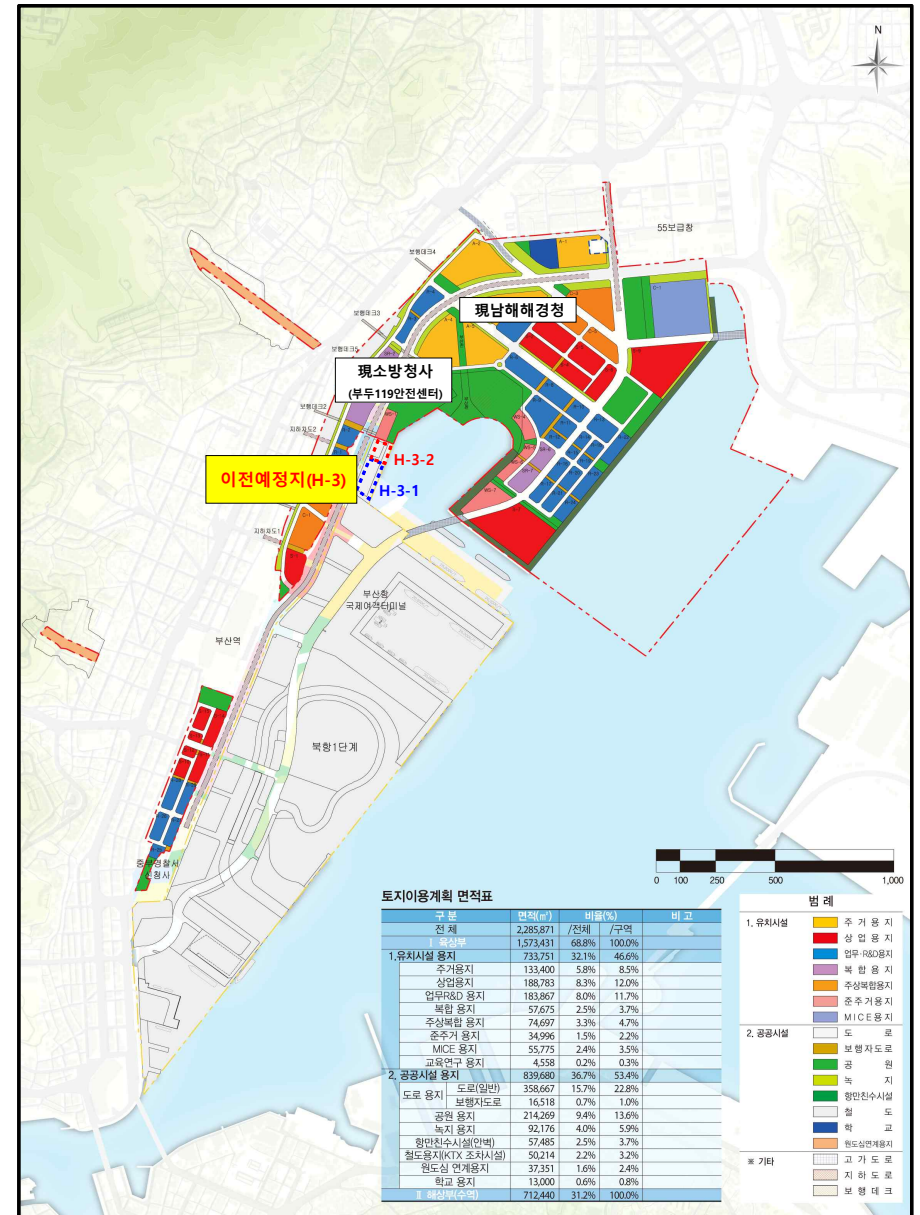 N
55보급창
보행데크4
A-2
A-1
C-1
보행데크3
現남해해경청
A-4
A-3
보행데크5
現소방청사
(부두119안전센터)
보행데크2
지하차도2
이전예정지(H-3)
H-3-2
H-3-1
지하차도1
부산항
국제여객터미널
부산역
북항1단계
중부경찰서
신청사
0 100 250 500 1,000
토지이용계획 면적표
구 분 면적(㎡) 비율(%) 비 고
전 체 2,285,871 /전체 /구역
Ⅰ 육상부 1,573,431 68.8% 100.0%
1.유치시설 용지 733,751 32.1% 46.6%
주거용지 133,400 5.8% 8.5%
상업용지 188,783 8.3% 12.0%
업무R&D 용지 183,867 8.0% 11.7%
복합 용지 57,675 2.5% 3.7%
주상복합 용지 74,697 3.3% 4.7%
준주거 용지 34,996 1.5% 2.2%
MICE 용지 55,775 2.4% 3.5%
교육연구 용지 4,558 0.2% 0.3%
2. 공공시설 용지 839,680 36.7% 53.4%
도로 용지 도로(일반) 358,667 15.7% 22.8%
보행자도로 16,518 0.7% 1.0%
공원 용지 214,269 9.4% 13.6%
녹지 용지 92,176 4.0% 5.9%
항만친수시설(안벽) 57,485 2.5% 3.7%
철도용지(KTX 조차시설) 50,214 2.2% 3.2%
원도심 연계용지 37,351 1.6% 2.4%
학교 용지 13,000 0.6% 0.8%
Ⅱ 해상부(수역) 712,440 31.2% 100.0%
범 례
1. 유치시설 주 거 용 지
상 업 용 지
업무·R&D용지
복 합 용 지
주상복합용지
준 주 거 용 지
M I C E 용 지
2. 공공시설 도 로
보 행 자 도 로
공 원
녹 지
항만친수시설
철 도
학 교
원도심연계용지
※ 기타 고 가 도 로
지 하 도 로
보 행 데 크